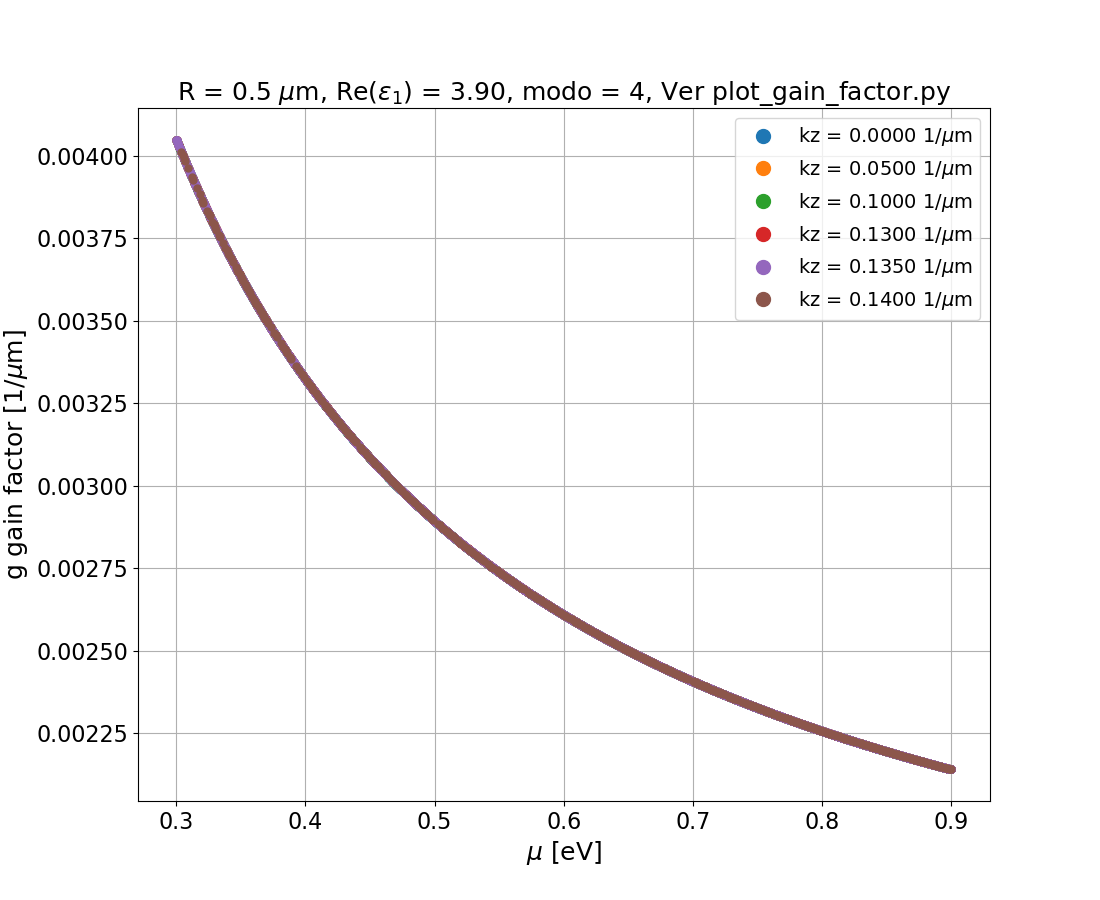 R = 0.5 μm, Re(ε₁) = 3.90, modo = 4, Ver plot_gain_factor.py
kz = 0.0000 1/μm
kz = 0.0500 1/μm
kz = 0.1000 1/μm
kz = 0.1300 1/μm
kz = 0.1350 1/μm
kz = 0.1400 1/μm
g gain factor [1/μm]
0.00400
0.00375
0.00350
0.00325
0.00300
0.00275
0.00250
0.00225
0.3 0.4 0.5 0.6 0.7 0.8 0.9
μ [eV]